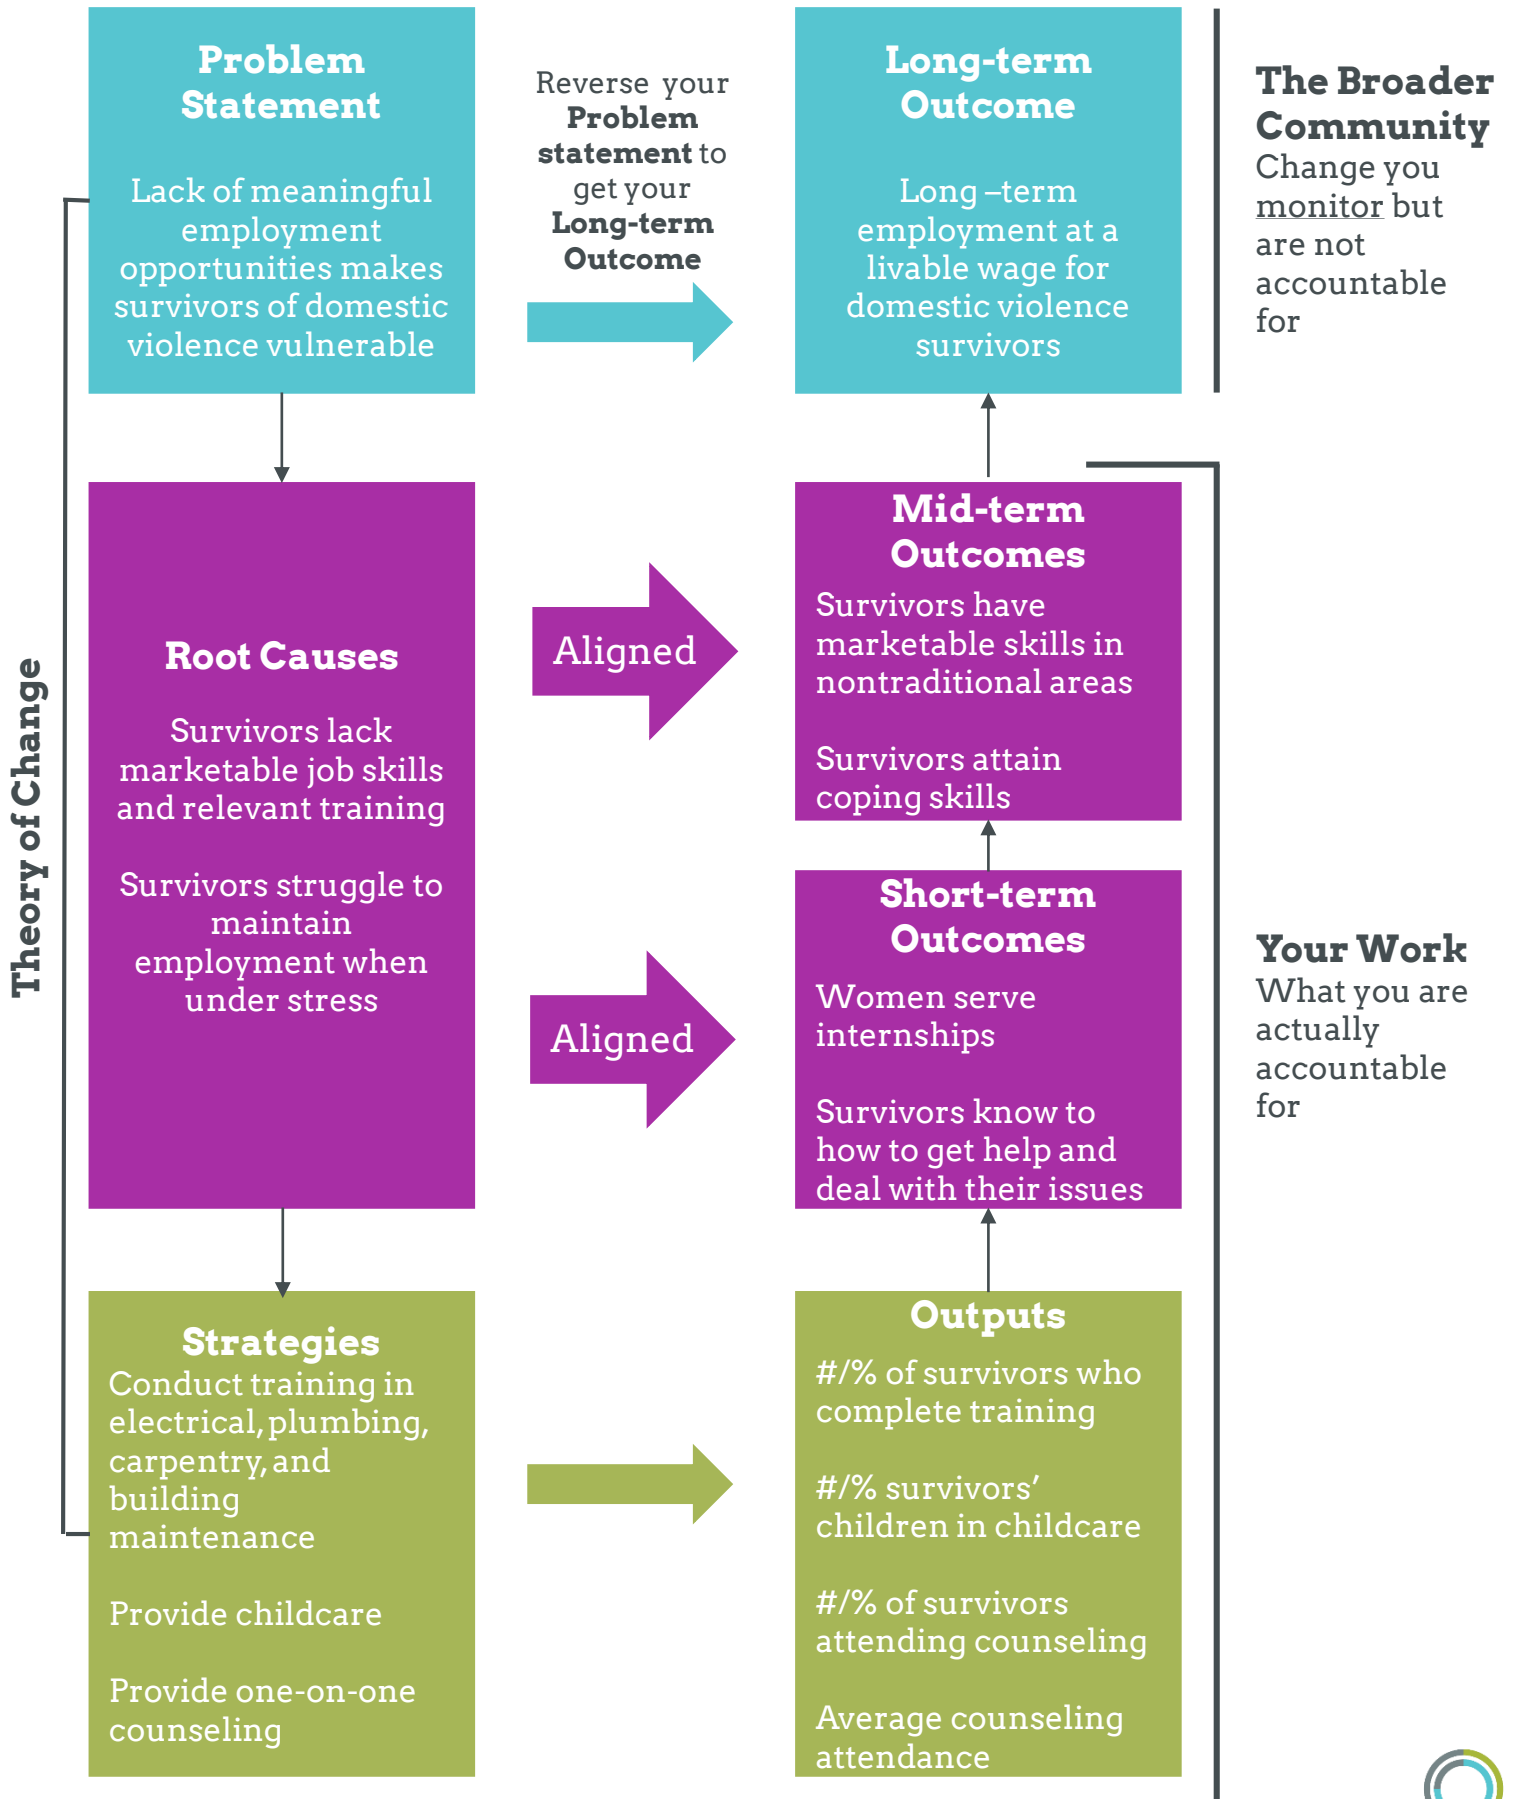 Problem
Statement
Lack of meaningful
employment
opportunities makes
survivors of domestic
violence vulnerable
Reverse your
Problem
statement to
get your
Long-term
Outcome
Long-term
Outcome
Long –term
employment at a
livable wage for
domestic violence
survivors
The Broader
Community
Change you
monitor but
are not
accountable
for
Theory of Change
Root Causes
Survivors lack
marketable job skills
and relevant training
Survivors struggle to
maintain
employment when
under stress
Aligned
Aligned
Mid-term
Outcomes
Survivors have
marketable skills in
nontraditional areas
Survivors attain
coping skills
Short-term
Outcomes
Women serve
internships
Survivors know to
how to get help and
deal with their issues
Your Work
What you are
actually
accountable
for
Strategies
Conduct training in
electrical, plumbing,
carpentry, and
building
maintenance
Provide childcare
Provide one-on-one
counseling
Outputs
#/% of survivors who
complete training
#/% survivors’
children in childcare
#/% of survivors
attending counseling
Average counseling
attendance